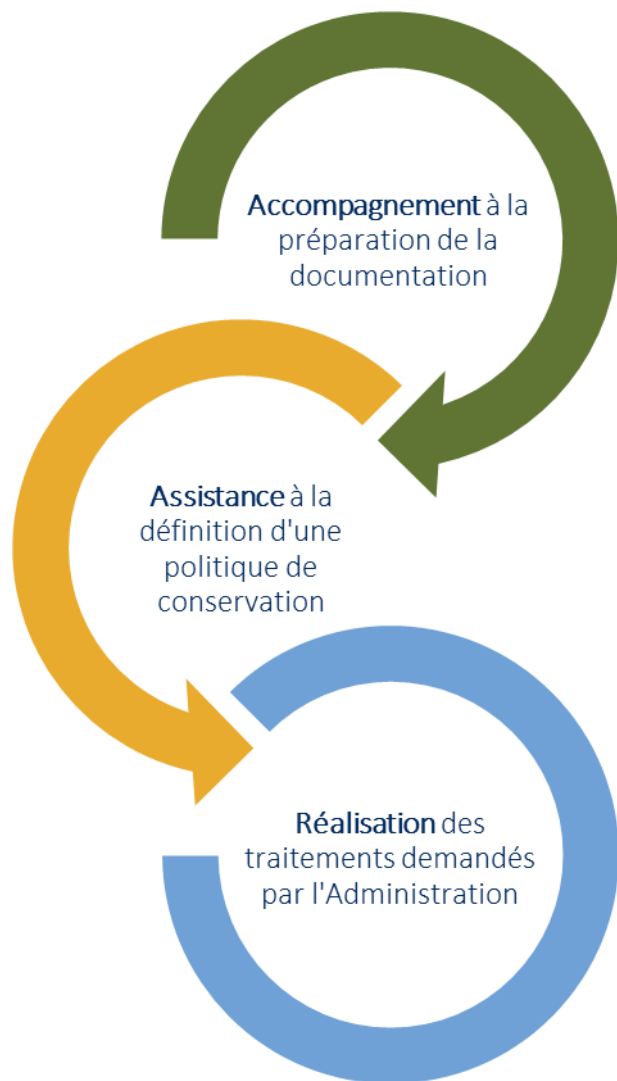 Accompagnement à la
préparation de la
documentation
Assistance à la
définition d'une
politique de
conservation
Réalisation des
traitements demandés
par l'Administration